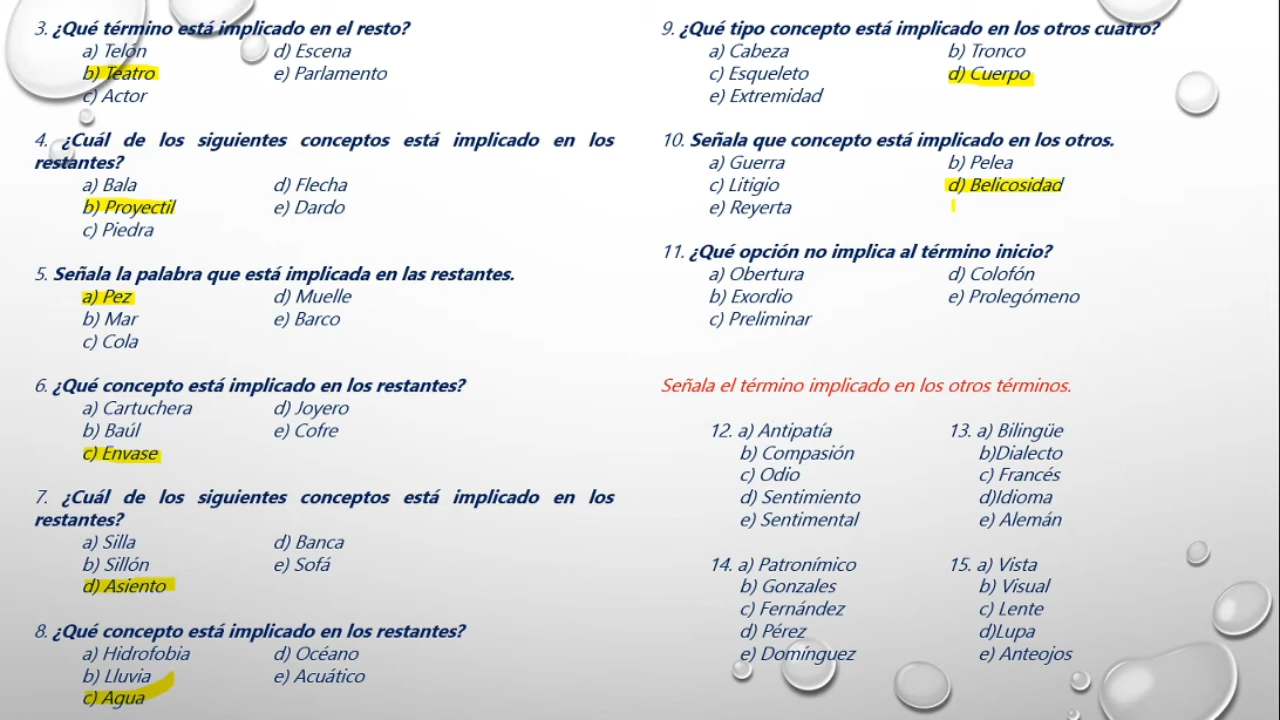 3. ¿Qué término está implicado en el resto?
a) Telón d) Escena
b) Teatro e) Parlamento
c) Actor
4. ¿Cuál de los siguientes conceptos está implicado en los
restantes?
a) Bala d) Flecha
b) Proyectil e) Dardo
c) Piedra
5. Señala la palabra que está implicada en las restantes.
a) Pez d) Muelle
b) Mar e) Barco
c) Cola
6. ¿Qué concepto está implicado en los restantes?
a) Cartuchera d) Joyero
b) Baúl e) Cofre
c) Envase
7. ¿Cuál de los siguientes conceptos está implicado en los
restantes?
a) Silla d) Banca
b) Sillón e) Sofá
d) Asiento
8. ¿Qué concepto está implicado en los restantes?
a) Hidrofobia d) Océano
b) Lluvia e) Acuático
c) Agua
9. ¿Qué tipo concepto está implicado en los otros cuatro?
a) Cabeza b) Tronco
c) Esqueleto d) Cuerpo
e) Extremidad
10. Señala que concepto está implicado en los otros.
a) Guerra b) Pelea
c) Litigio d) Belicosidad
e) Reyerta
11. ¿Qué opción no implica al término inicio?
a) Obertura d) Colofón
b) Exordio e) Prolegómeno
c) Preliminar
Señala el término implicado en los otros términos.
12. a) Antipatía 13. a) Bilingüe
b) Compasión b)Dialecto
c) Odio c) Francés
d) Sentimiento d)Idioma
e) Sentimental e) Alemán
14. a) Patronímico 15. a) Vista
b) Gonzales b) Visual
c) Fernández c) Lente
d) Pérez d)Lupa
e) Domínguez e) Anteojos